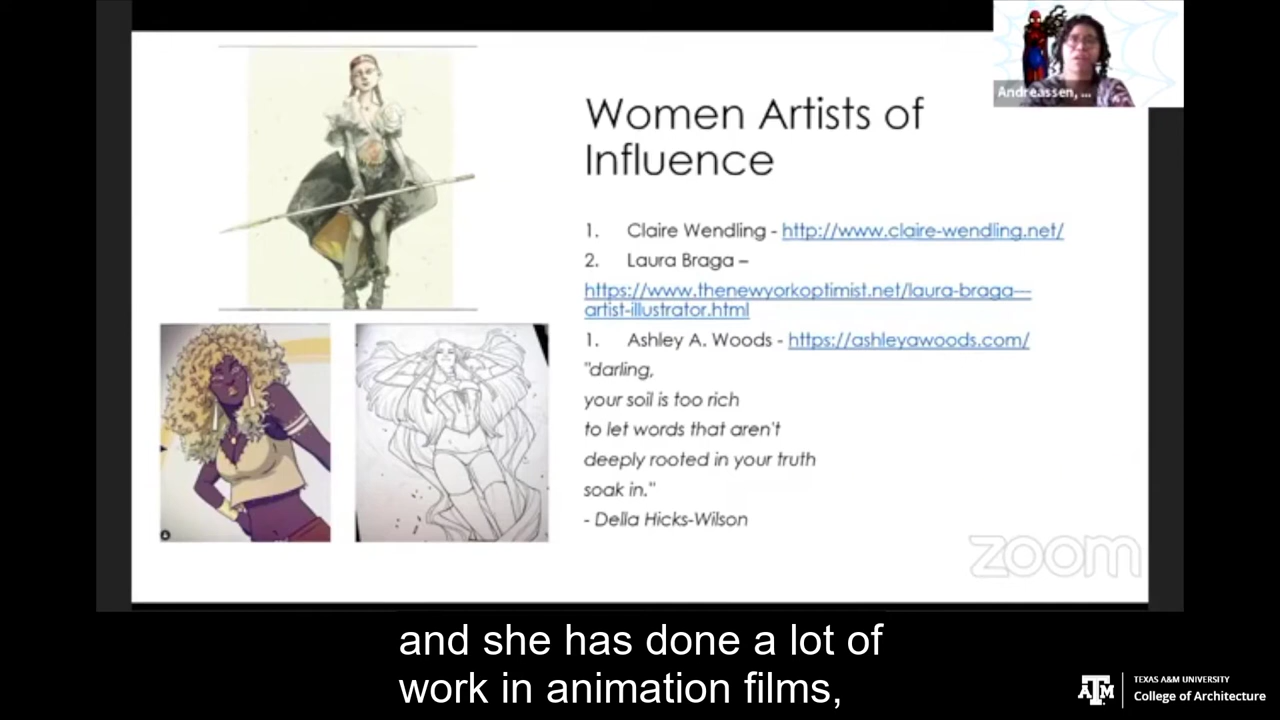 Andreassen, ...
Women Artists of
Influence
1. Claire Wendling - http://www.claire-wendling.net/
2. Laura Braga –
https://www.thenewyorkoptimist.net/laura-braga—
artist-illustrator.html
1. Ashley A. Woods - https://ashleyawoods.com/
"darling,
your soil is too rich
to let words that aren't
deeply rooted in your truth
soak in."
- Della Hicks-Wilson
zoom
and she has done a lot of
work in animation films,
ATM
TEXAS A&M UNIVERSITY
College of Architecture